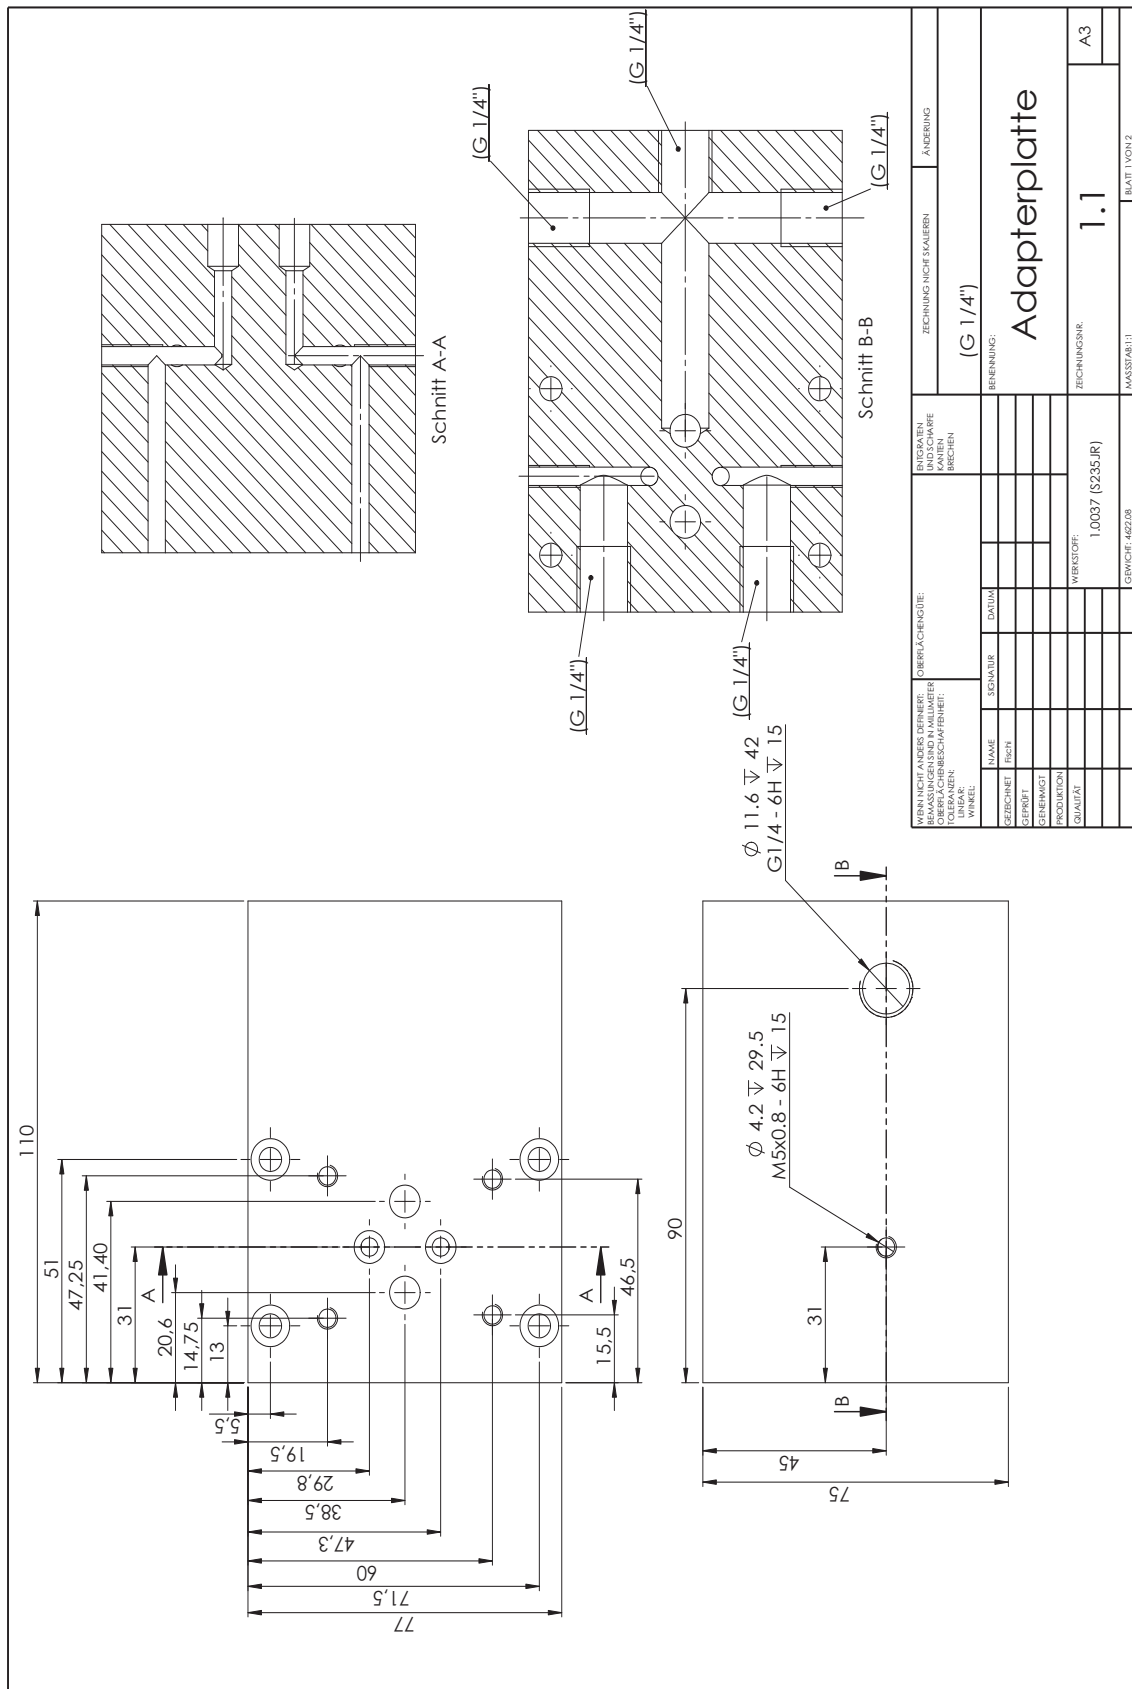 110
51
47,25
41,40
31
20,6
14,75
13
A
A
46,5
15,5
5,5
19,5
29,8
38,5
47,3
60
71,5
77
Ø 11.6 ↧ 42
G1/4 - 6H ↧ 15
Ø 4.2 ↧ 29.5
M5x0.8 - 6H ↧ 15
90
31
B
B
45
75
Schnitt A-A
(G 1/4")
(G 1/4")
(G 1/4")
(G 1/4")
(G 1/4")
Schnitt B-B
WENN NICHT ANDERS DEFINIERT:
BEMASSUNGEN SIND IN MILLIMETER
OBERFLÄCHENBESCHAFFENHEIT:
TOLERANZEN:
LINEAR:
WINKEL:
OBERFLÄCHENGÜTE:
ENTGRATEN
UND SCHARFE
KANTEN
BRECHEN
ZEICHNUNG NICHT SKALIEREN
ÄNDERUNG
(G 1/4")
NAME
SIGNATUR
DATUM
BENENNUNG:
Adapterplatte
GEZEICHNET
Fischl
GEPRÜFT
GENEHMIGT
PRODUKTION
QUALITÄT
WERKSTOFF:
1.0037 (S235JR)
ZEICHNUNGSNR.
1.1
A3
GEWICHT: 4622.08
MASSSTAB:1:1
BLATT 1 VON 2